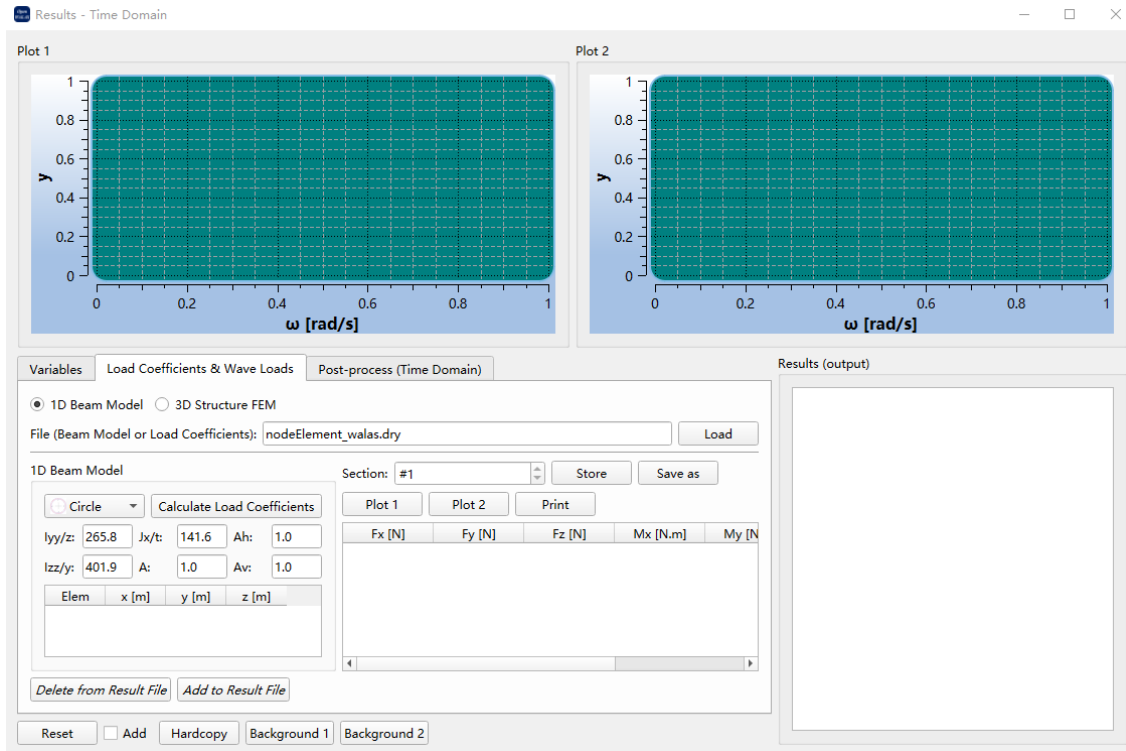 Results - Time Domain
Plot 1
Plot 2
1
0.8
0.6
0.4
0.2
0
y
0 0.2 0.4 0.6 0.8 1
ω [rad/s]
1
0.8
0.6
0.4
0.2
0
y
0 0.2 0.4 0.6 0.8 1
ω [rad/s]
Variables Load Coefficients & Wave Loads Post-process (Time Domain)
1D Beam Model 3D Structure FEM
File (Beam Model or Load Coefficients): nodeElement_walas.dry Load
1D Beam Model
Circle Calculate Load Coefficients
Iyy/z: 265.8 Jx/t: 141.6 Ah: 1.0
Izz/y: 401.9 A: 1.0 Av: 1.0
Elem x [m] y [m] z [m]
Section: #1 Store Save as
Plot 1 Plot 2 Print
Fx [N] Fy [N] Fz [N] Mx [N.m] My [N
Delete from Result File Add to Result File
Reset Add Hardcopy Background 1 Background 2
Results (output)